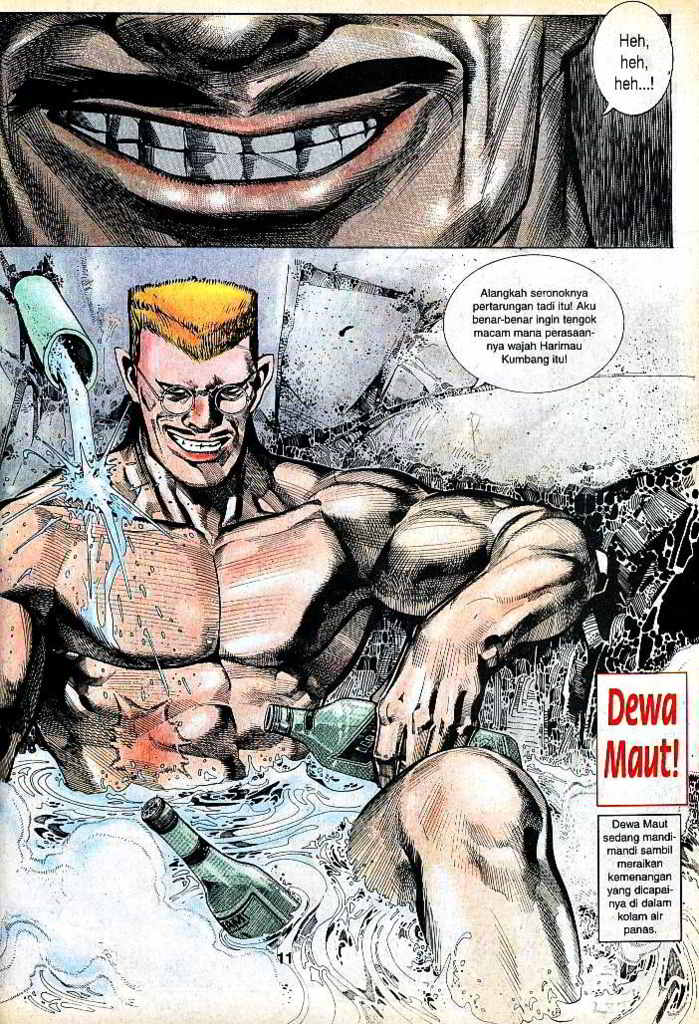 Heh,
heh,
heh...!
Alangkah seronoknya
pertarungan tadi itu! Aku
benar-benar ingin tengok
macam mana perasaan-
nya wajah Harimau
Kumbang itu!
Dewa
Maut!
Dewa Maut
sedang mandi-
mandi sambil
meraikan
kemenangan
yang dicapai-
nya di dalam
kolam air
panas.
11